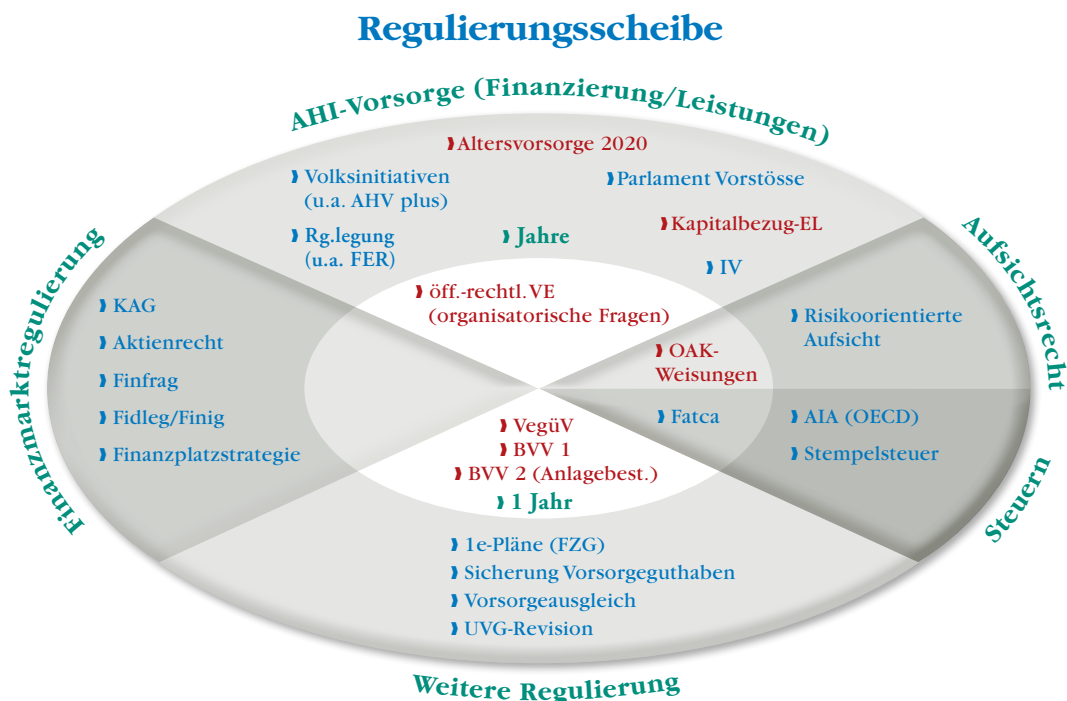 Regulierungsscheibe
AHI-Vorsorge (Finanzierung/Leistungen)
Altersvorsorge 2020
Volksinitiativen
(u.a. AHV plus)
Parlament Vorstösse
Rg.legung
(u.a. FER)
Jahre
Kapitalbezug-EL
IV
öff.-rechtl. VE
(organisatorische Fragen)
Finanzmarktregulierung
KAG
Aktienrecht
Finfrag
Fidleg/Finig
Finanzplatzstrategie
Aufsichtsrecht
Risikoorientierte
Aufsicht
OAK-
Weisungen
Fatca
AIA (OECD)
Stempelsteuer
Steuern
VegüV
BVV 1
BVV 2 (Anlagebest.)
1 Jahr
1e-Pläne (FZG)
Sicherung Vorsorgeguthaben
Vorsorgeausgleich
UVG-Revision
Weitere Regulierung